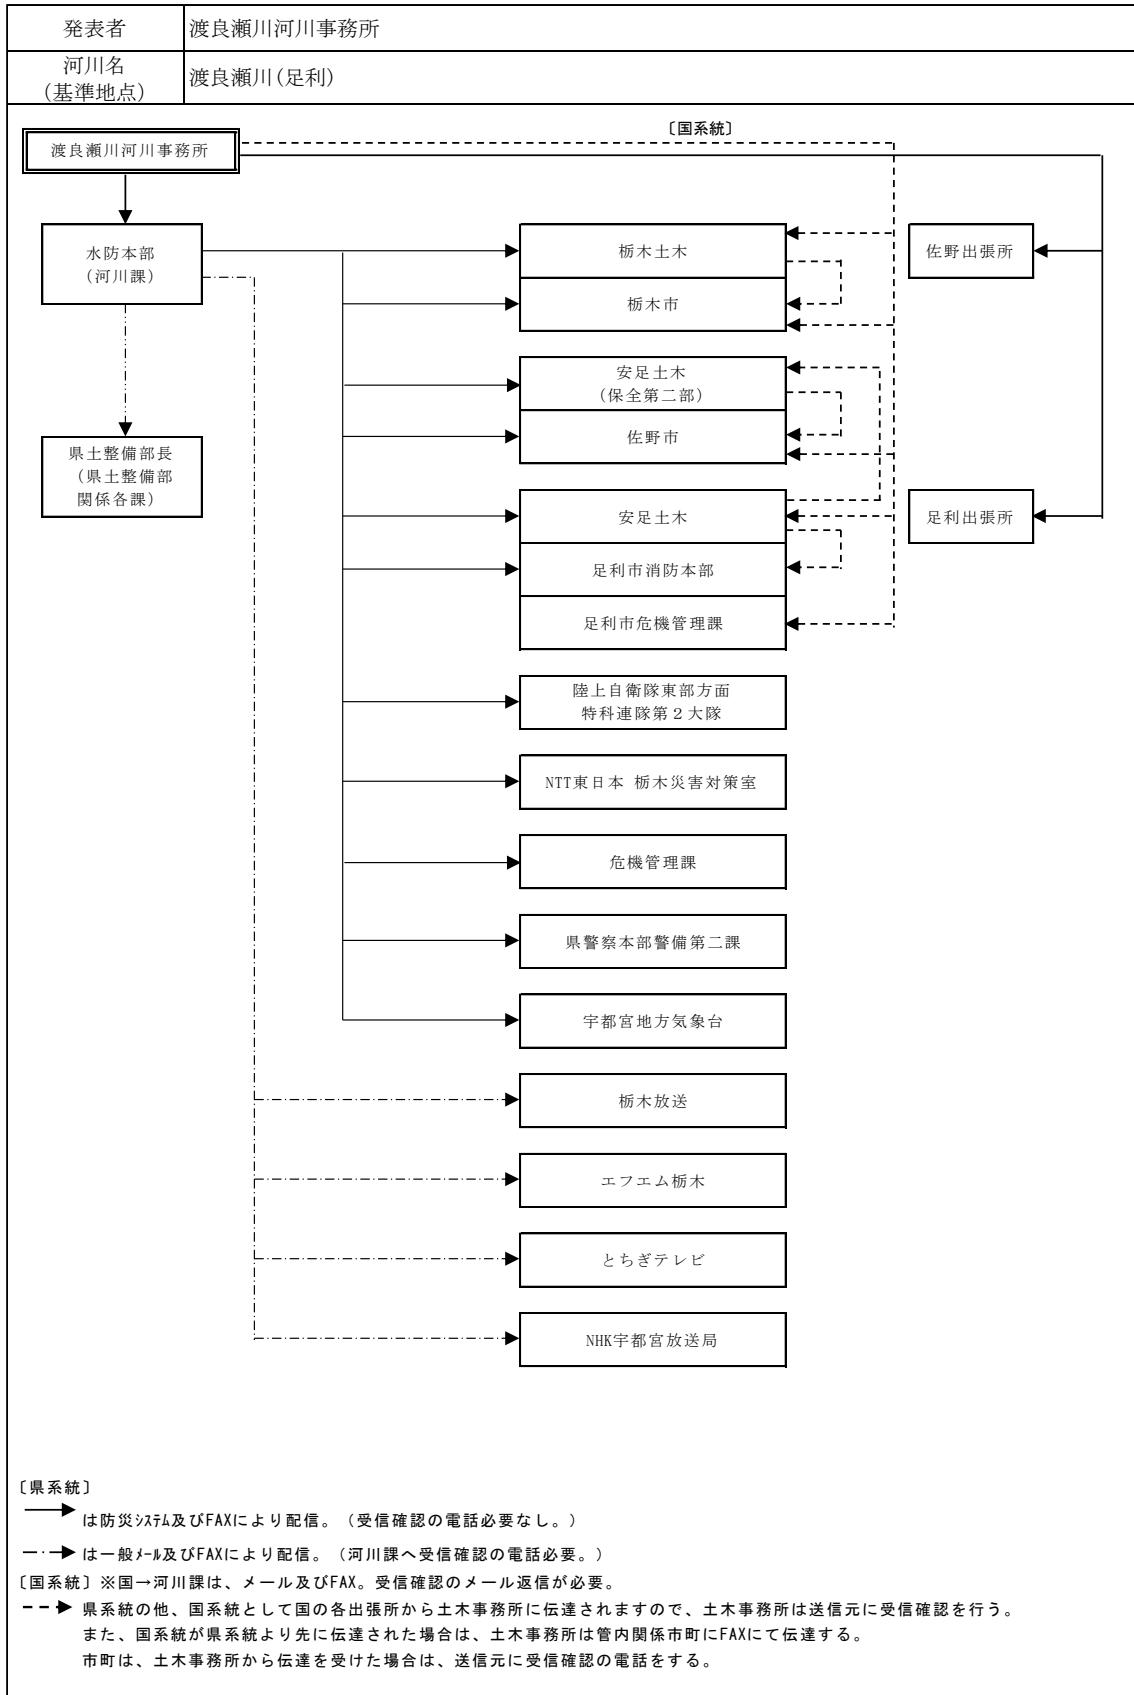 発表者
渡良瀬川河川事務所
河川名
(基準地点)
渡良瀬川(足利)
〔国系統〕
渡良瀬川河川事務所
水防本部
(河川課)
栃木土木
佐野出張所
栃木市
安足土木
(保全第二部)
佐野市
県土整備部長
(県土整備部
関係各課)
安足土木
足利出張所
足利市消防本部
足利市危機管理課
陸上自衛隊東部方面
特科連隊第２大隊
NTT東日本 栃木災害対策室
危機管理課
県警察本部警備第二課
宇都宮地方気象台
栃木放送
エフエム栃木
とちぎテレビ
NHK宇都宮放送局
〔県系統〕
は防災ｼｽﾃﾑ及びFAXにより配信。（受信確認の電話必要なし。）
は一般ﾒｰﾙ及びFAXにより配信。（河川課へ受信確認の電話必要。）
〔国系統〕※国→河川課は、メール及びFAX。受信確認のメール返信が必要。
県系統の他、国系統として国の各出張所から土木事務所に伝達されますので、土木事務所は送信元に受信確認を行う。
また、国系統が県系統より先に伝達された場合は、土木事務所は管内関係市町にFAXにて伝達する。
市町は、土木事務所から伝達を受けた場合は、送信元に受信確認の電話をする。